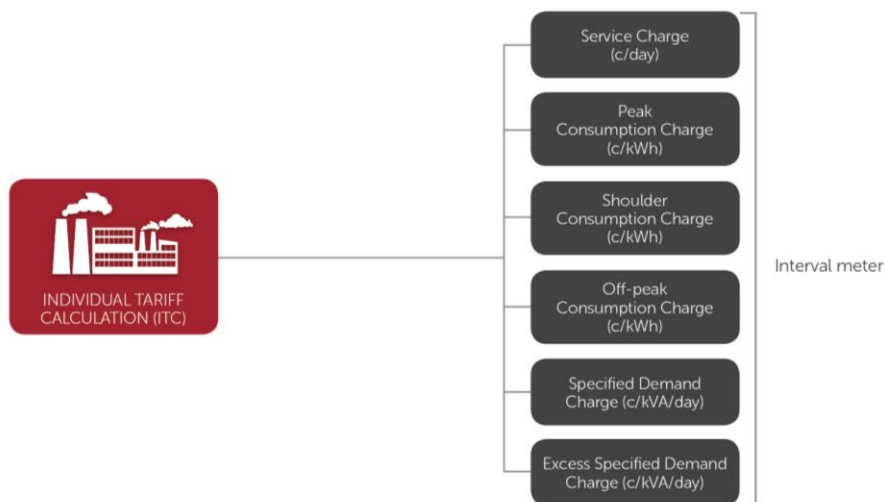 Service Charge
(c/day)
Peak
Consumption Charge
(c/kWh)
Shoulder
Consumption Charge
(c/kWh)
INDIVIDUAL TARIFF
CALCULATION (ITC)
Interval meter
Off-peak
Consumption Charge
(c/kWh)
Specified Demand
Charge (c/kVA/day)
Excess Specified Demand
Charge (c/kVA/day)